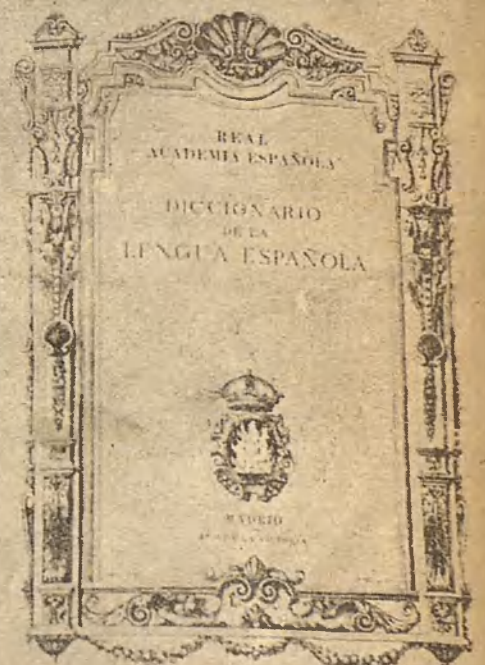 REAL
ACADEMIA ESPAÑOLA
DICCIONARIO
DE LA
LENGUA ESPAÑOLA
MADRID